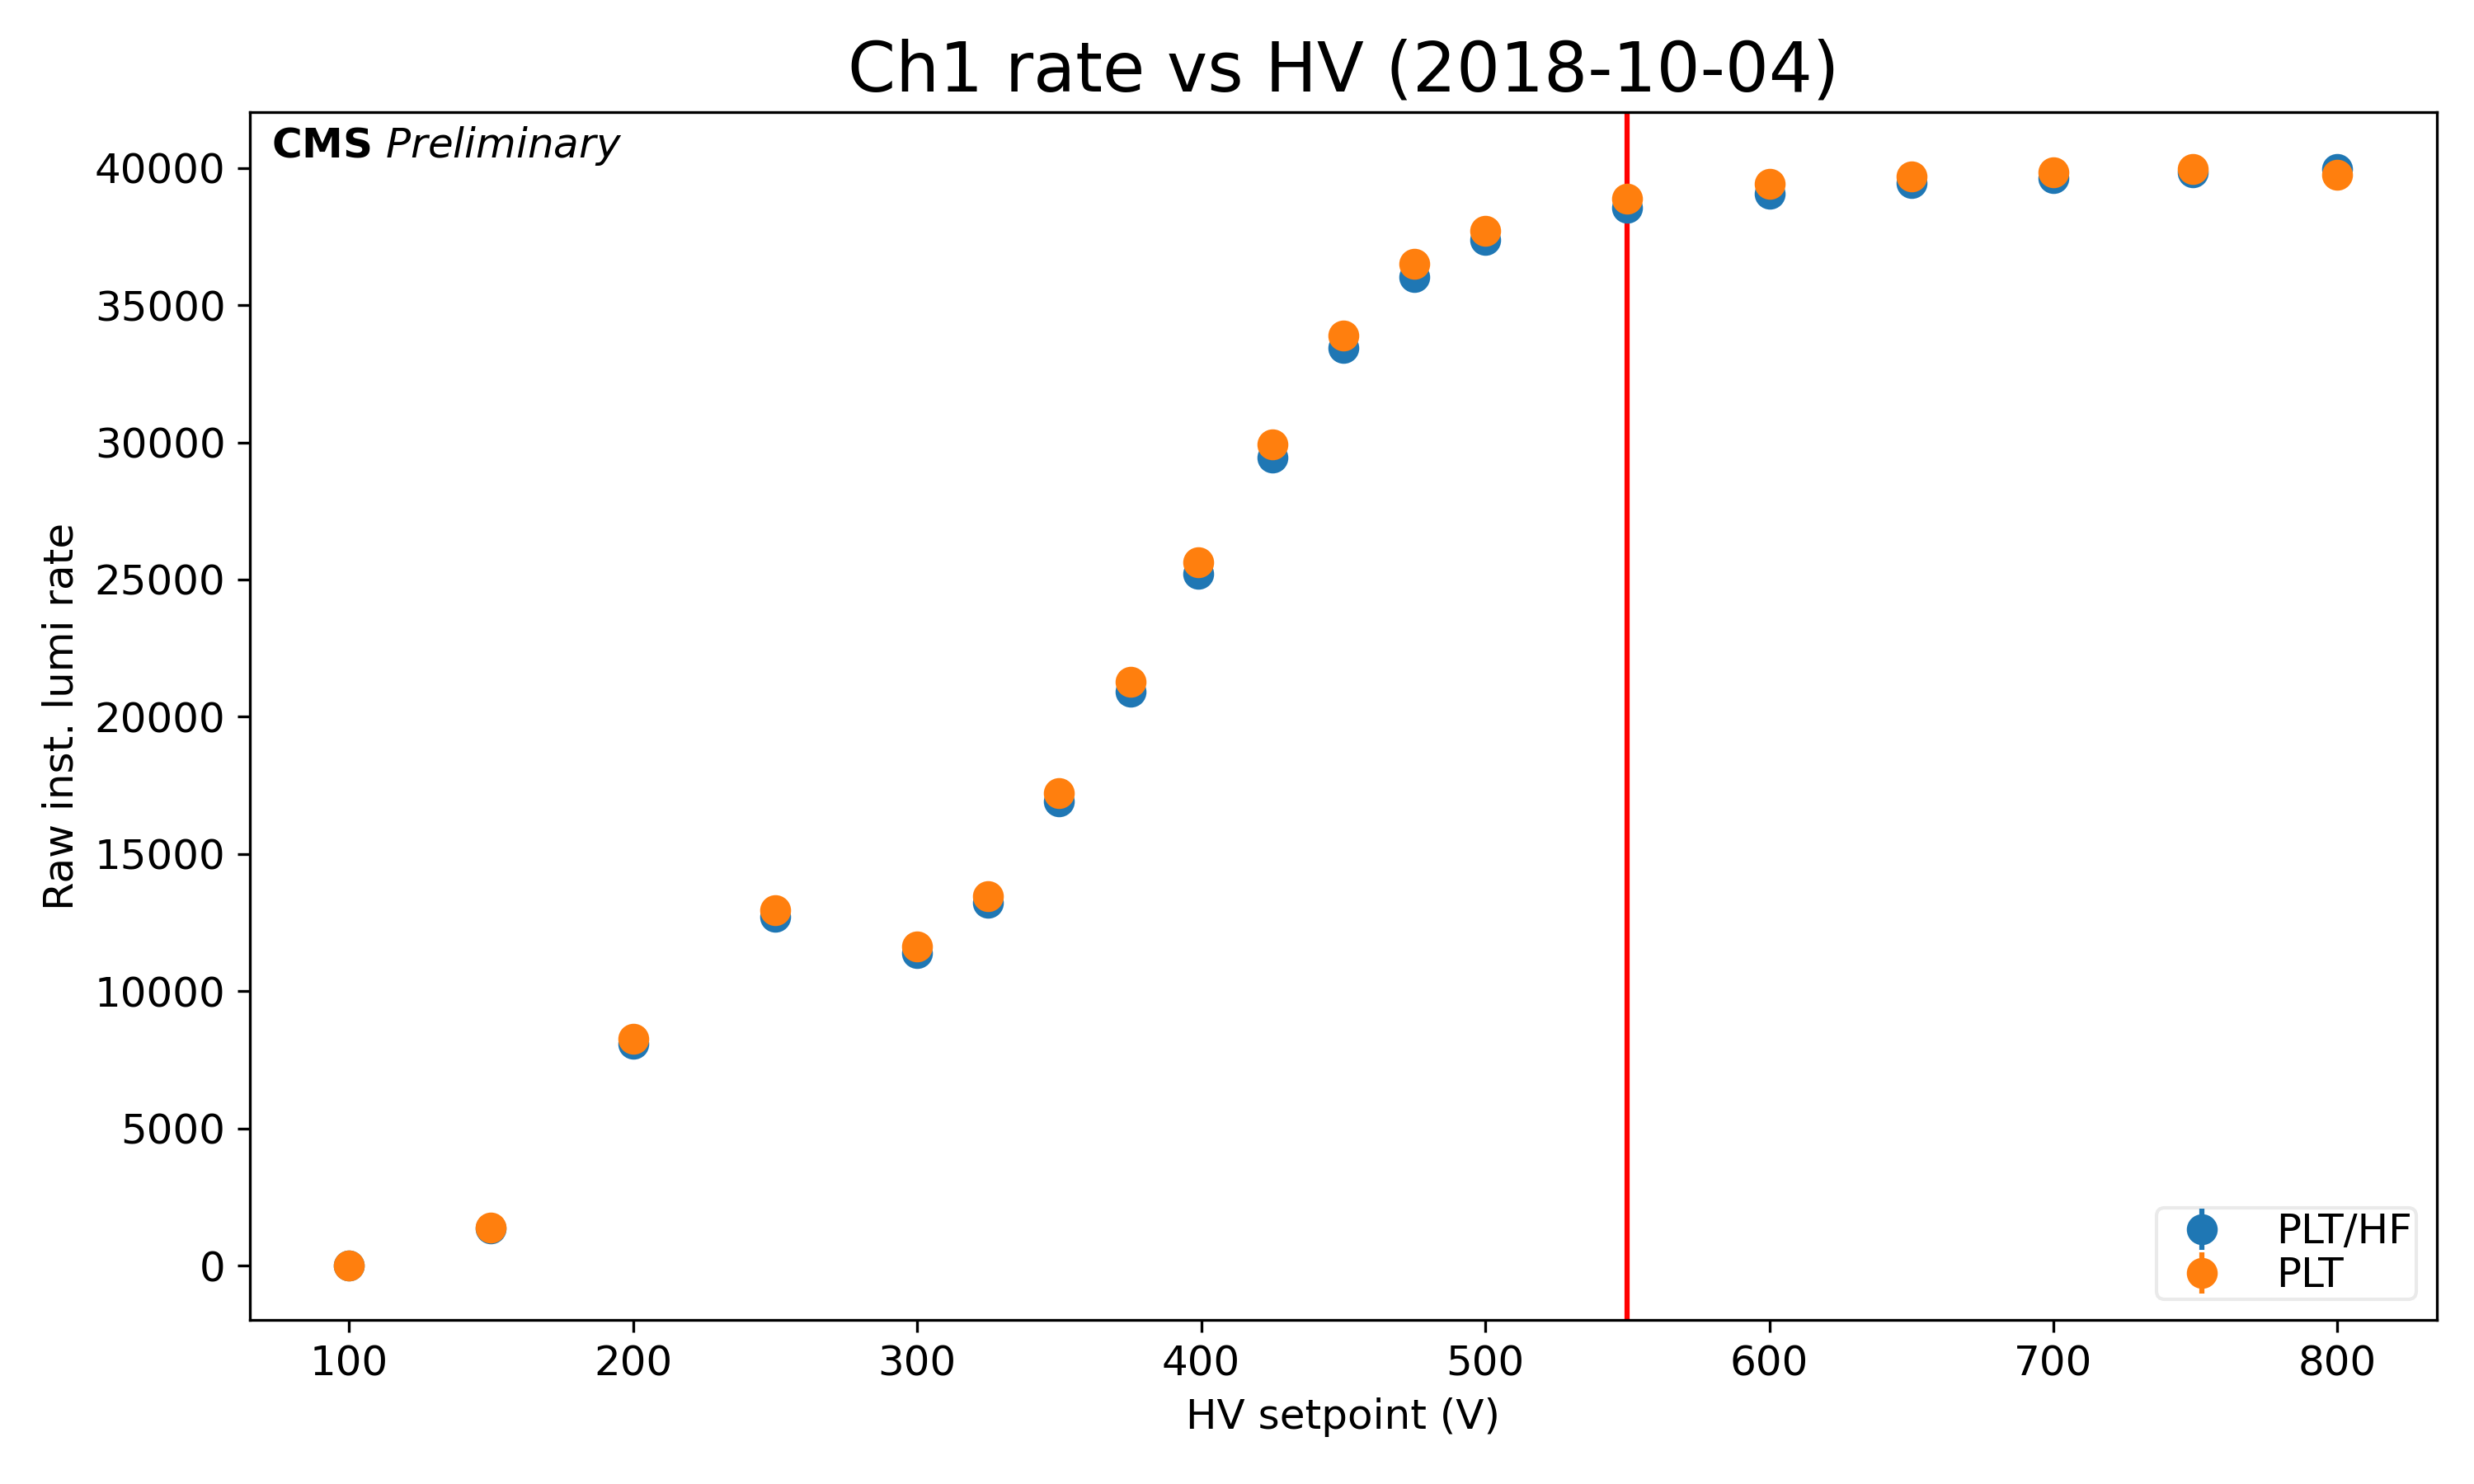 Ch1 rate vs HV (2018-10-04)
CMS Preliminary
40000
35000
30000
25000
20000
15000
10000
5000
0
Raw inst. lumi rate
PLT/HF
PLT
100 200 300 400 500 600 700 800
HV setpoint (V)